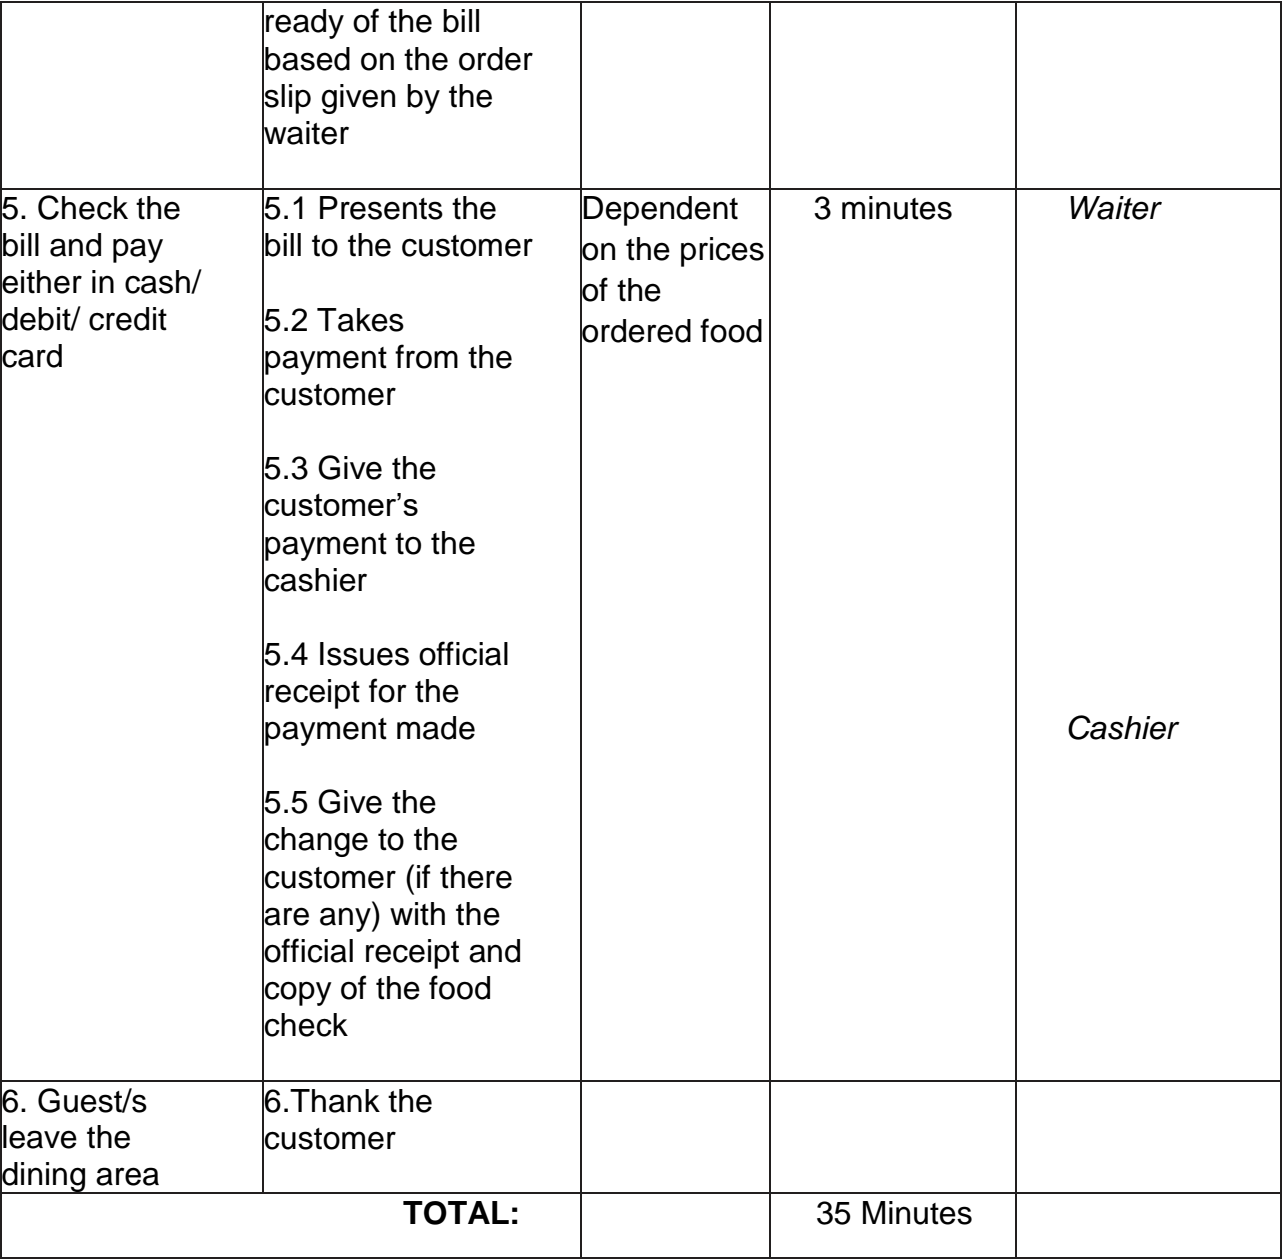 ready of the bill
based on the order
slip given by the
waiter
5. Check the
bill and pay
either in cash/
debit/ credit
card
5.1 Presents the
bill to the customer
5.2 Takes
payment from the
customer
5.3 Give the
customer’s
payment to the
cashier
5.4 Issues official
receipt for the
payment made
5.5 Give the
change to the
customer (if there
are any) with the
official receipt and
copy of the food
check
Dependent
on the prices
of the
ordered food
3 minutes
Waiter
Cashier
6. Guest/s
leave the
dining area
6.Thank the
customer
TOTAL:
35 Minutes